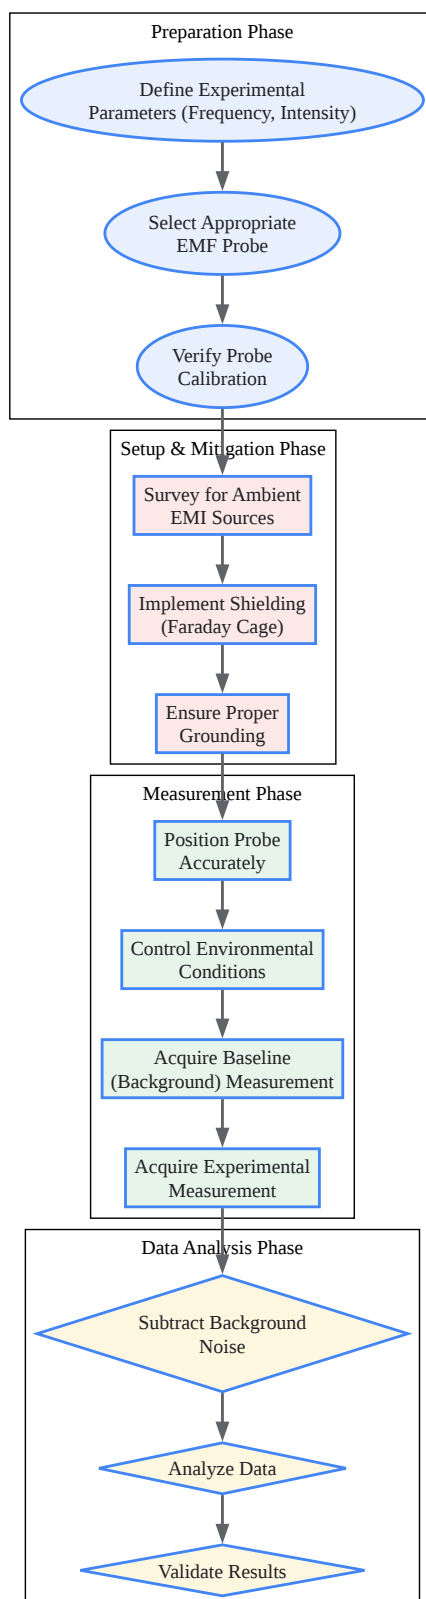 Preparation Phase
Define Experimental
Parameters (Frequency, Intensity)
Select Appropriate
EMF Probe
Verify Probe
Calibration
Setup & Mitigation Phase
Survey for Ambient
EMI Sources
Implement Shielding
(Faraday Cage)
Ensure Proper
Grounding
Measurement Phase
Position Probe
Accurately
Control Environmental
Conditions
Acquire Baseline
(Background) Measurement
Acquire Experimental
Measurement
Data Analysis Phase
Subtract Background
Noise
Analyze Data
Validate Results